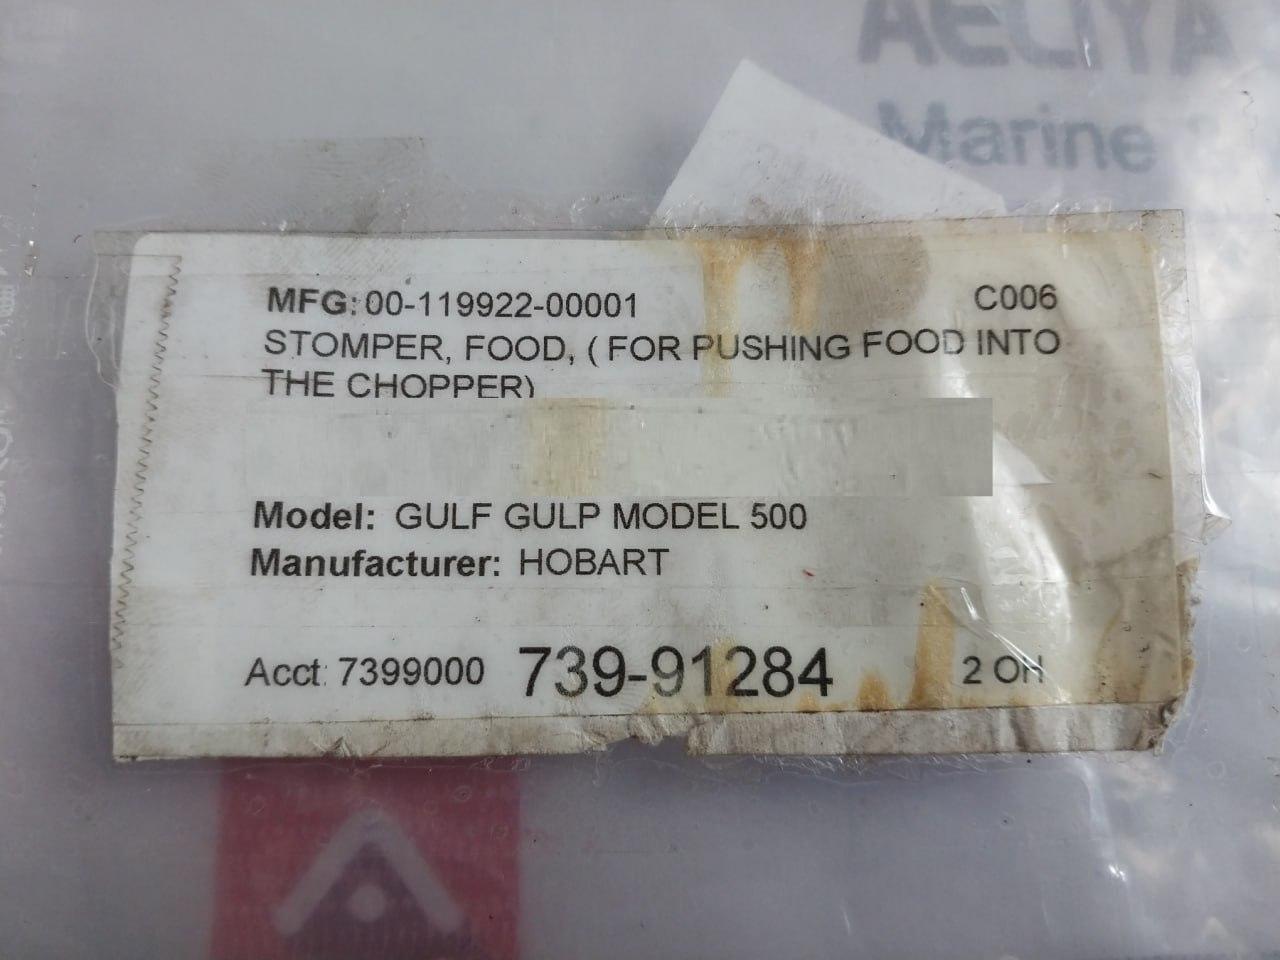 AELIYA
Marine
MFG: 00-119922-00001 C006
STOMPER, FOOD, ( FOR PUSHING FOOD INTO
THE CHOPPER)
Model: GULF GULP MODEL 500
Manufacturer: HOBART
Acct: 7399000 739-91284 2 OH